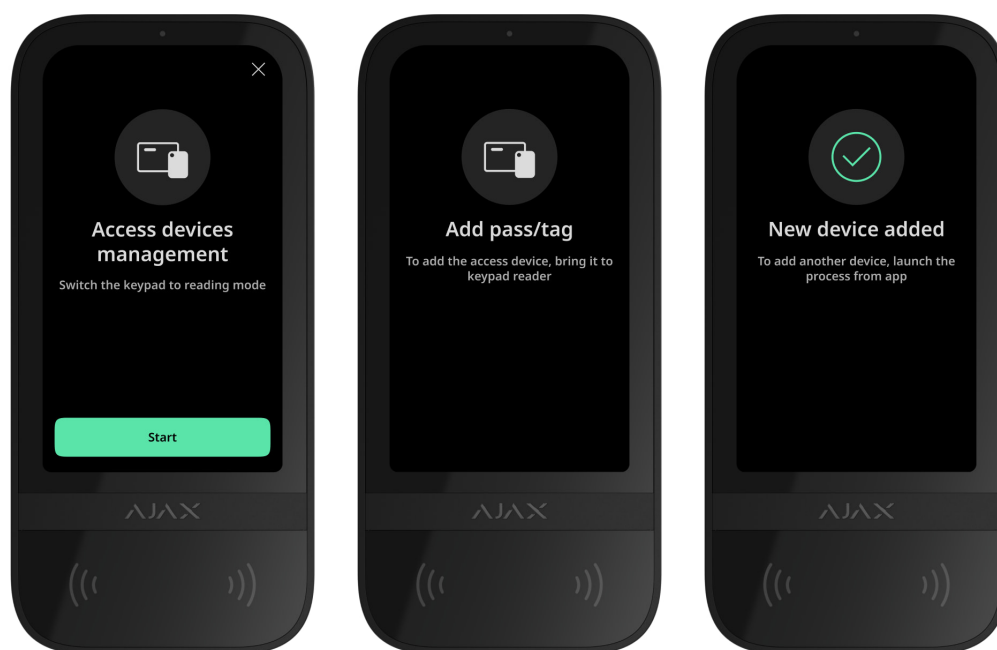 Access devices
management
Switch the keypad to reading mode
Start
AJAX
Add pass/tag
To add the access device, bring it to
keypad reader
AJAX
New device added
To add another device, launch the
process from app
AJAX